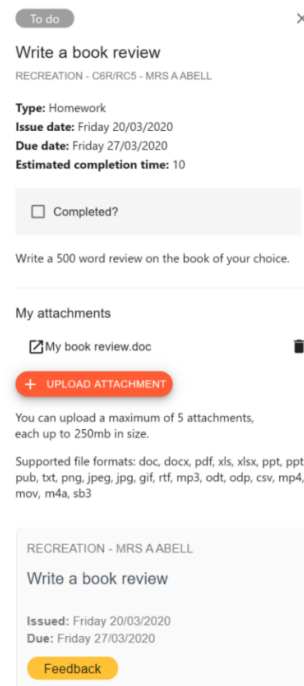 To do
Write a book review
RECREATION - C6R/RC5 - MRS A ABELL
Type: Homework
Issue date: Friday 20/03/2020
Due date: Friday 27/03/2020
Estimated completion time: 10
Completed?
Write a 500 word review on the book of your choice.
My attachments
My book review.doc
+ UPLOAD ATTACHMENT
You can upload a maximum of 5 attachments,
each up to 250mb in size.
Supported file formats: doc, docx, pdf, xls, xlsx, ppt, ppt
pub, txt, png, jpeg, jpg, gif, rtf, mp3, odt, odp, csv, mp4,
mov, m4a, sb3
RECREATION - MRS A ABELL
Write a book review
Issued: Friday 20/03/2020
Due: Friday 27/03/2020
Feedback